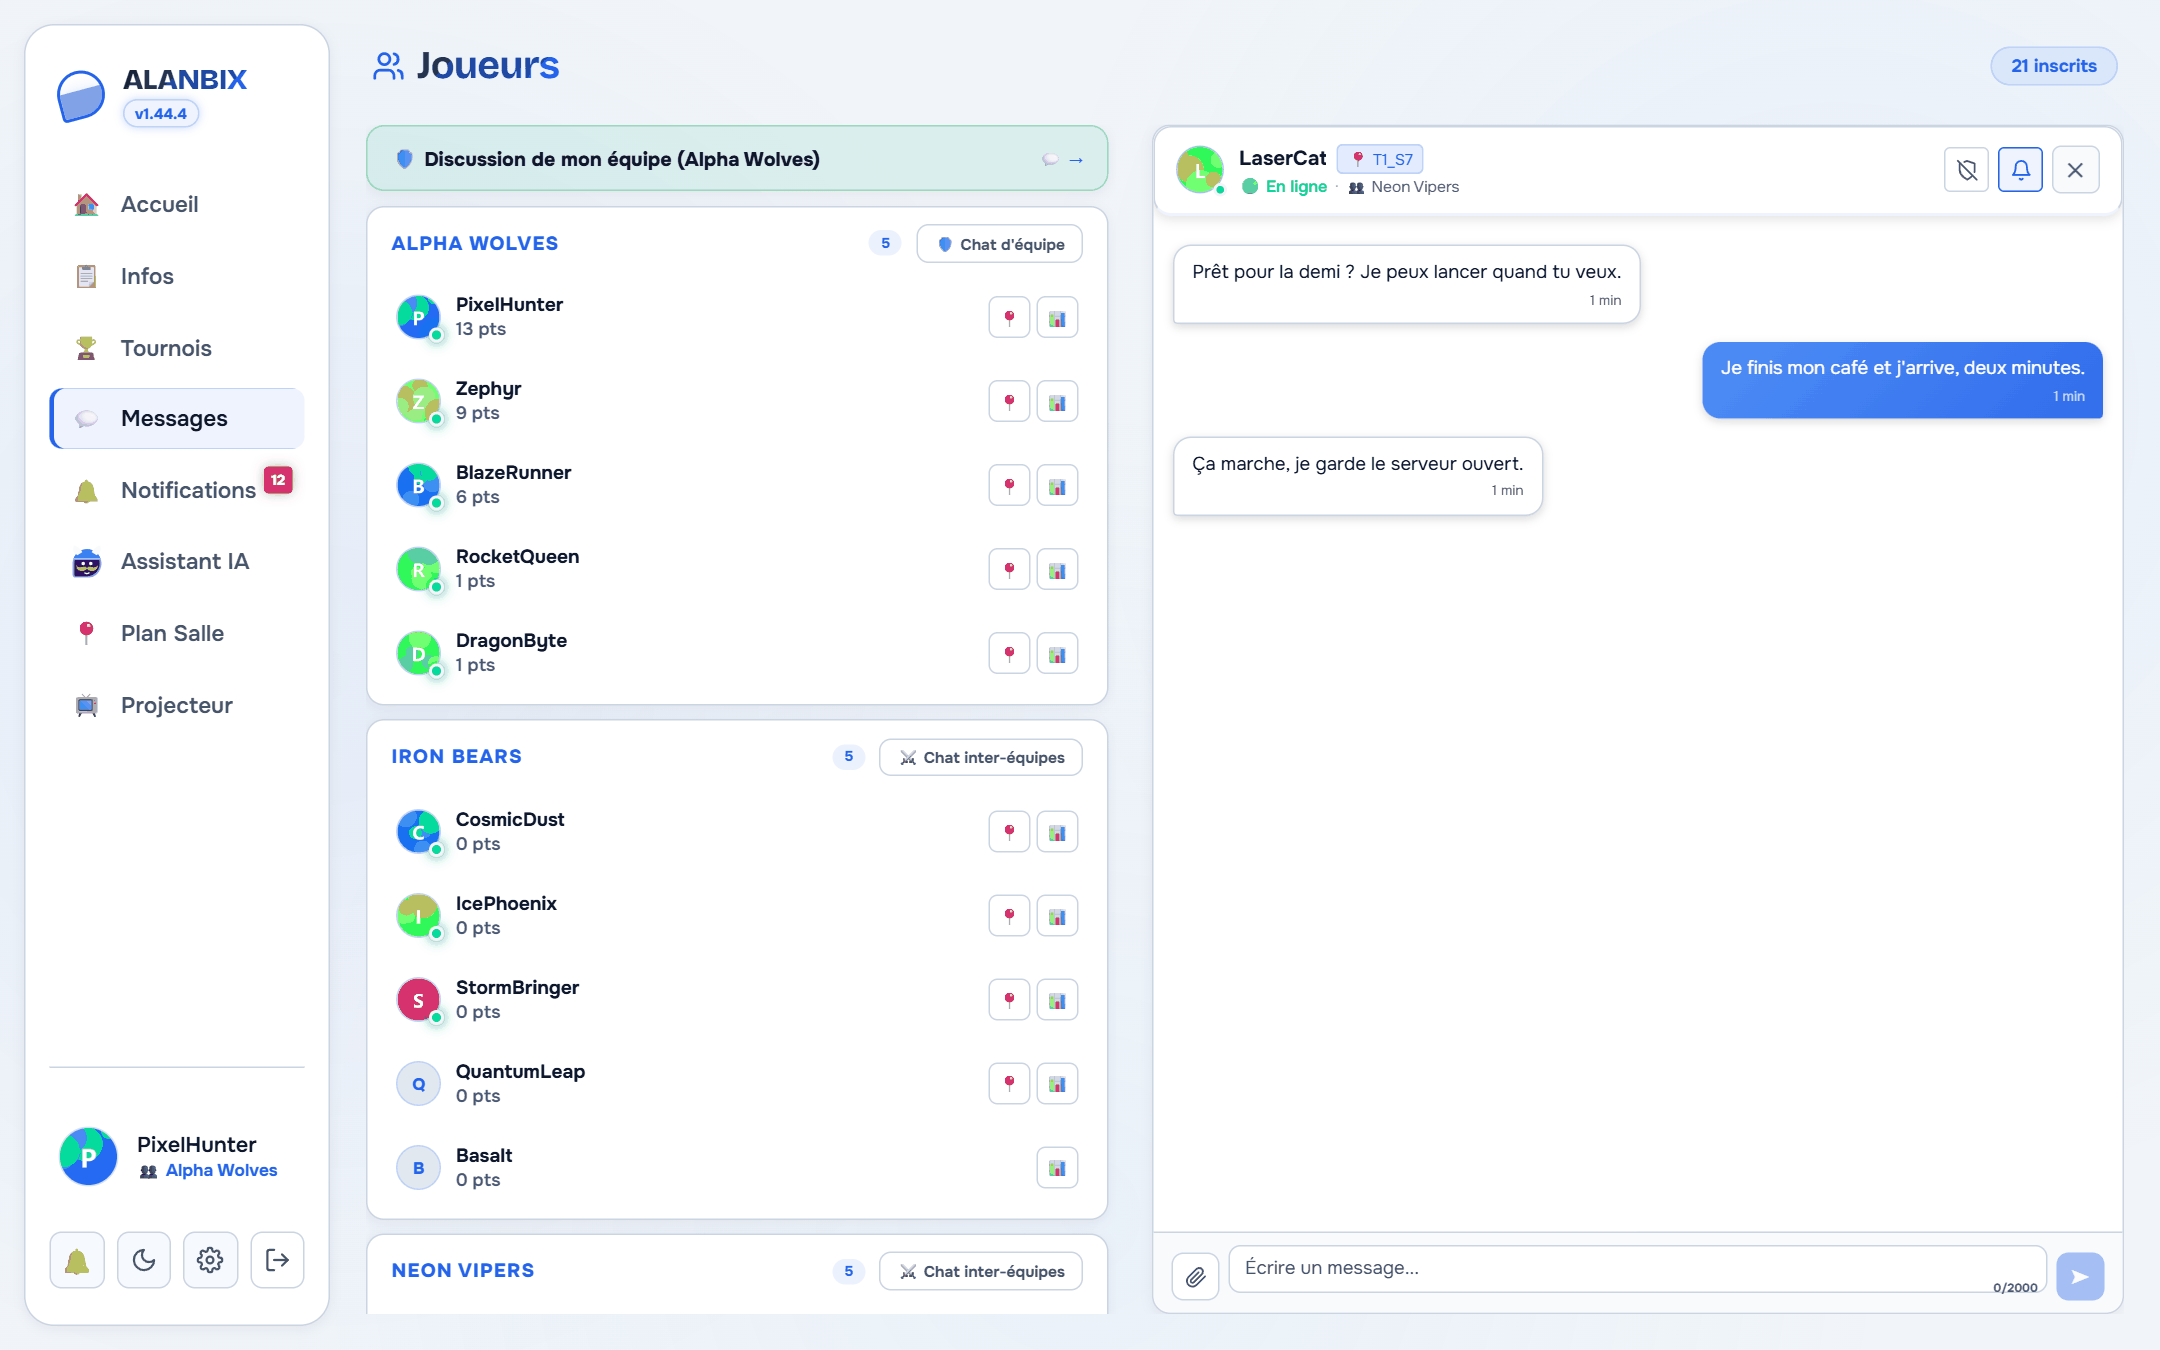 ALANBIX
v1.44.4
Accueil
Infos
Tournois
Messages
Notifications
12
Assistant IA
Plan Salle
Projecteur
P
PixelHunter
Alpha Wolves
Joueurs
21 inscrits
Discussion de mon équipe (Alpha Wolves)
→
ALPHA WOLVES
5
Chat d'équipe
P
PixelHunter
13 pts
Z
Zephyr
9 pts
B
BlazeRunner
6 pts
R
RocketQueen
1 pts
D
DragonByte
1 pts
IRON BEARS
5
Chat inter-équipes
C
CosmicDust
0 pts
I
IcePhoenix
0 pts
S
StormBringer
0 pts
Q
QuantumLeap
0 pts
B
Basalt
0 pts
NEON VIPERS
5
Chat inter-équipes
L
LaserCat
T1_S7
En ligne · Neon Vipers
Prêt pour la demi ? Je peux lancer quand tu veux.
1 min
Je finis mon café et j'arrive, deux minutes.
1 min
Ça marche, je garde le serveur ouvert.
1 min
Écrire un message...
0/2000